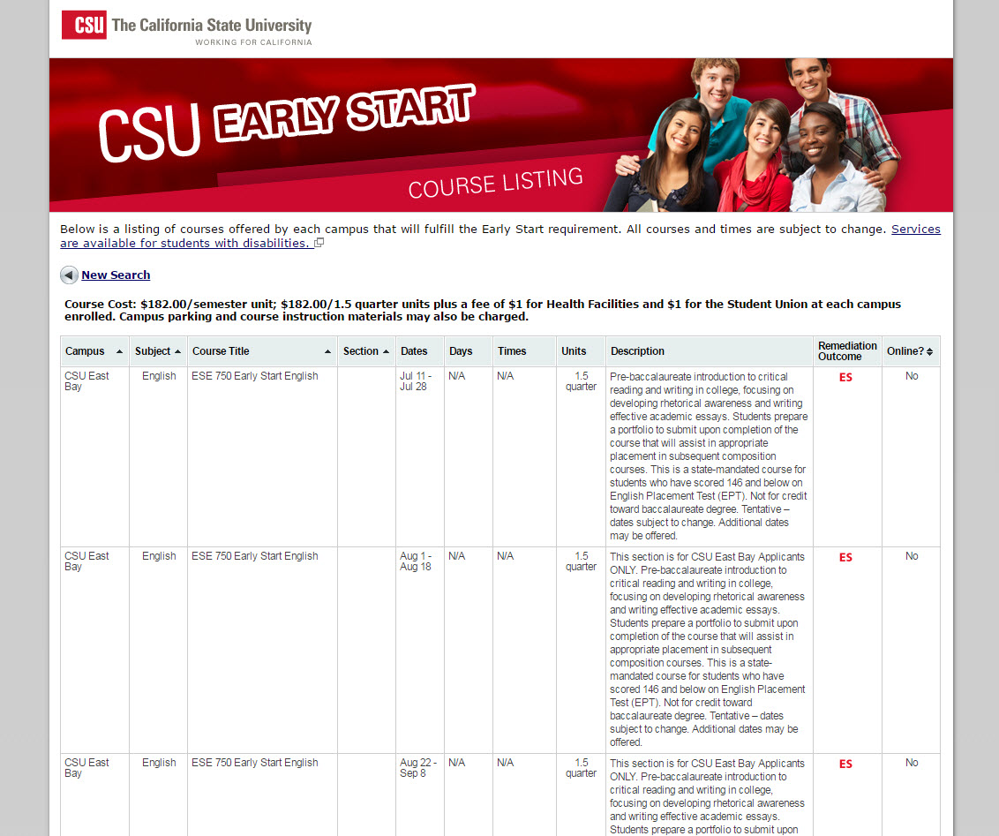 CSU The California State University
WORKING FOR CALIFORNIA
CSU EARLY START
COURSE LISTING
Below is a listing of courses offered by each campus that will fulfill the Early Start requirement. All courses and times are subject to change. Services
are available for students with disabilities.
New Search
Course Cost: $182.00/semester unit; $182.00/1.5 quarter units plus a fee of $1 for Health Facilities and $1 for the Student Union at each campus
enrolled. Campus parking and course instruction materials may also be charged.
Campus Subject Course Title Section Dates Days Times Units Description Remediation Outcome Online?
CSU East Bay English ESE 750 Early Start English Jul 11 - Jul 28 N/A N/A 1.5 quarter
Pre-baccalaureate introduction to critical
reading and writing in college, focusing on
developing rhetorical awareness and writing
effective academic essays. Students prepare
a portfolio to submit upon completion of the
course that will assist in appropriate
placement in subsequent composition
courses. This is a state-mandated course for
students who have scored 146 and below on
English Placement Test (EPT). Not for credit
toward baccalaureate degree. Tentative –
dates subject to change. Additional dates
may be offered.
ES No
CSU East Bay English ESE 750 Early Start English Aug 1 - Aug 18 N/A N/A 1.5 quarter
This section is for CSU East Bay Applicants
ONLY. Pre-baccalaureate introduction to
critical reading and writing in college,
focusing on developing rhetorical awareness
and writing effective academic essays.
Students prepare a portfolio to submit upon
completion of the course that will assist in
appropriate placement in subsequent
composition courses. This is a state-
mandated course for students who have
scored 146 and below on English Placement
Test (EPT). Not for credit toward
baccalaureate degree. Tentative – dates
subject to change. Additional dates may be
offered.
ES No
CSU East Bay English ESE 750 Early Start English Aug 22 - Sep 8 N/A N/A 1.5 quarter
This section is for CSU East Bay Applicants
ONLY. Pre-baccalaureate introduction to
critical reading and writing in college,
focusing on developing rhetorical awareness
and writing effective academic essays.
Students prepare a portfolio to submit upon
ES No